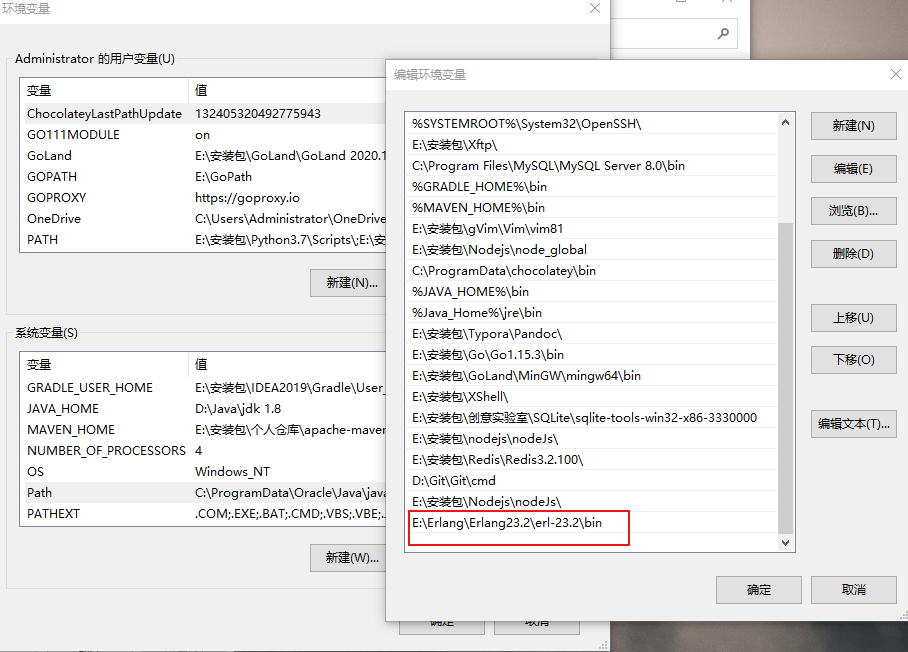 环境变量
Administrator 的用户变量(U)
变量 值
ChocolateyLastPathUpdate 132405320492775943
GO111MODULE on
GoLand E:\安装包\GoLand\GoLand 2020.1
GOPATH E:\GoPath
GOPROXY https://goproxy.io
OneDrive C:\Users\Administrator\OneDrive
PATH E:\安装包\Python3.7\Scripts\;E:\安
新建(N)...
系统变量(S)
变量 值
GRADLE_USER_HOME E:\安装包\IDEA2019\Gradle\User_
JAVA_HOME D:\Java\jdk 1.8
MAVEN_HOME E:\安装包\个人仓库\apache-maven
NUMBER_OF_PROCESSORS 4
OS Windows_NT
Path C:\ProgramData\Oracle\Java\java
PATHEXT .COM;.EXE;.BAT;.CMD;.VBS;.VBE;.
新建(W)...
确定 取消
编辑环境变量
%SYSTEMROOT%\System32\OpenSSH\
E:\安装包\Xftp\
C:\Program Files\MySQL\MySQL Server 8.0\bin
%GRADLE_HOME%\bin
%MAVEN_HOME%\bin
E:\安装包\gVim\Vim\vim81
E:\安装包\Nodejs\node_global
C:\ProgramData\chocolatey\bin
%JAVA_HOME%\bin
%Java_Home%\jre\bin
E:\安装包\Typora\Pandoc\
E:\安装包\Go\Go1.15.3\bin
E:\安装包\GoLand\MinGW\mingw64\bin
E:\安装包\XShell\
E:\安装包\创意实验室\SQLite\sqlite-tools-win32-x86-3330000
E:\安装包\nodejs\nodeJs\
E:\安装包\Redis\Redis3.2.100\
D:\Git\Git\cmd
E:\安装包\Nodejs\nodeJs\
E:\Erlang\Erlang23.2\erl-23.2\bin
新建(N)
编辑(E)
浏览(B)...
删除(D)
上移(U)
下移(O)
编辑文本(T)...
确定 取消